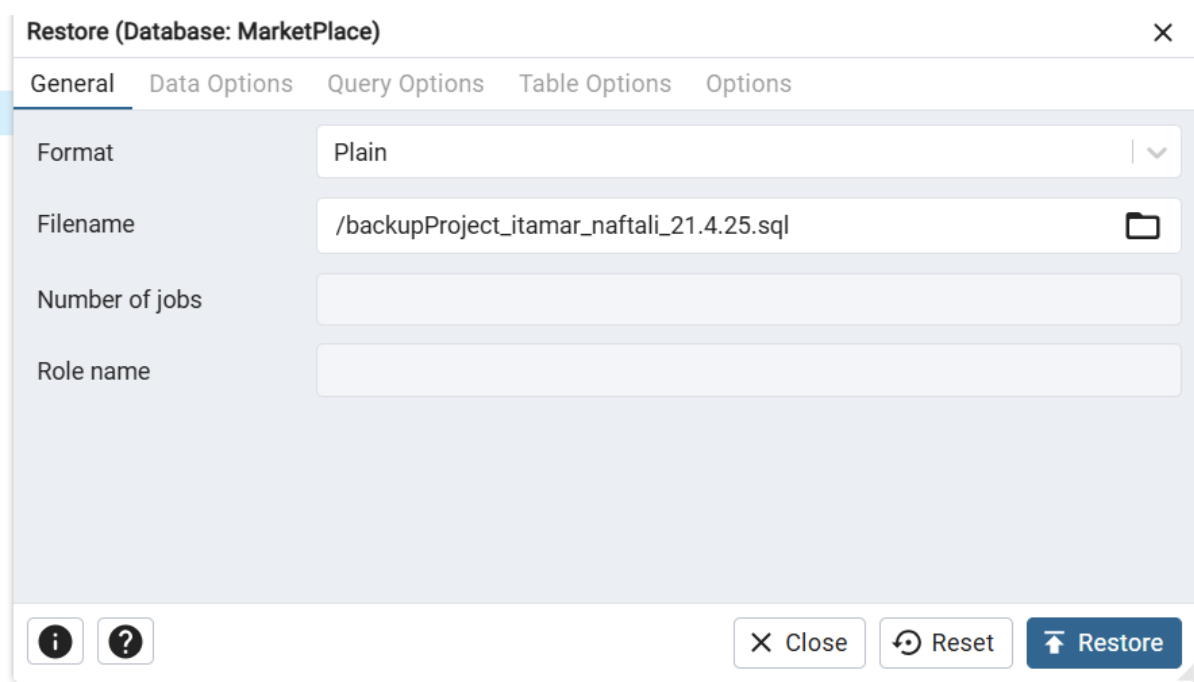 Restore (Database: MarketPlace)
General Data Options Query Options Table Options Options
Format Plain
Filename /backupProject_itamar_naftali_21.4.25.sql
Number of jobs
Role name
Close Reset Restore